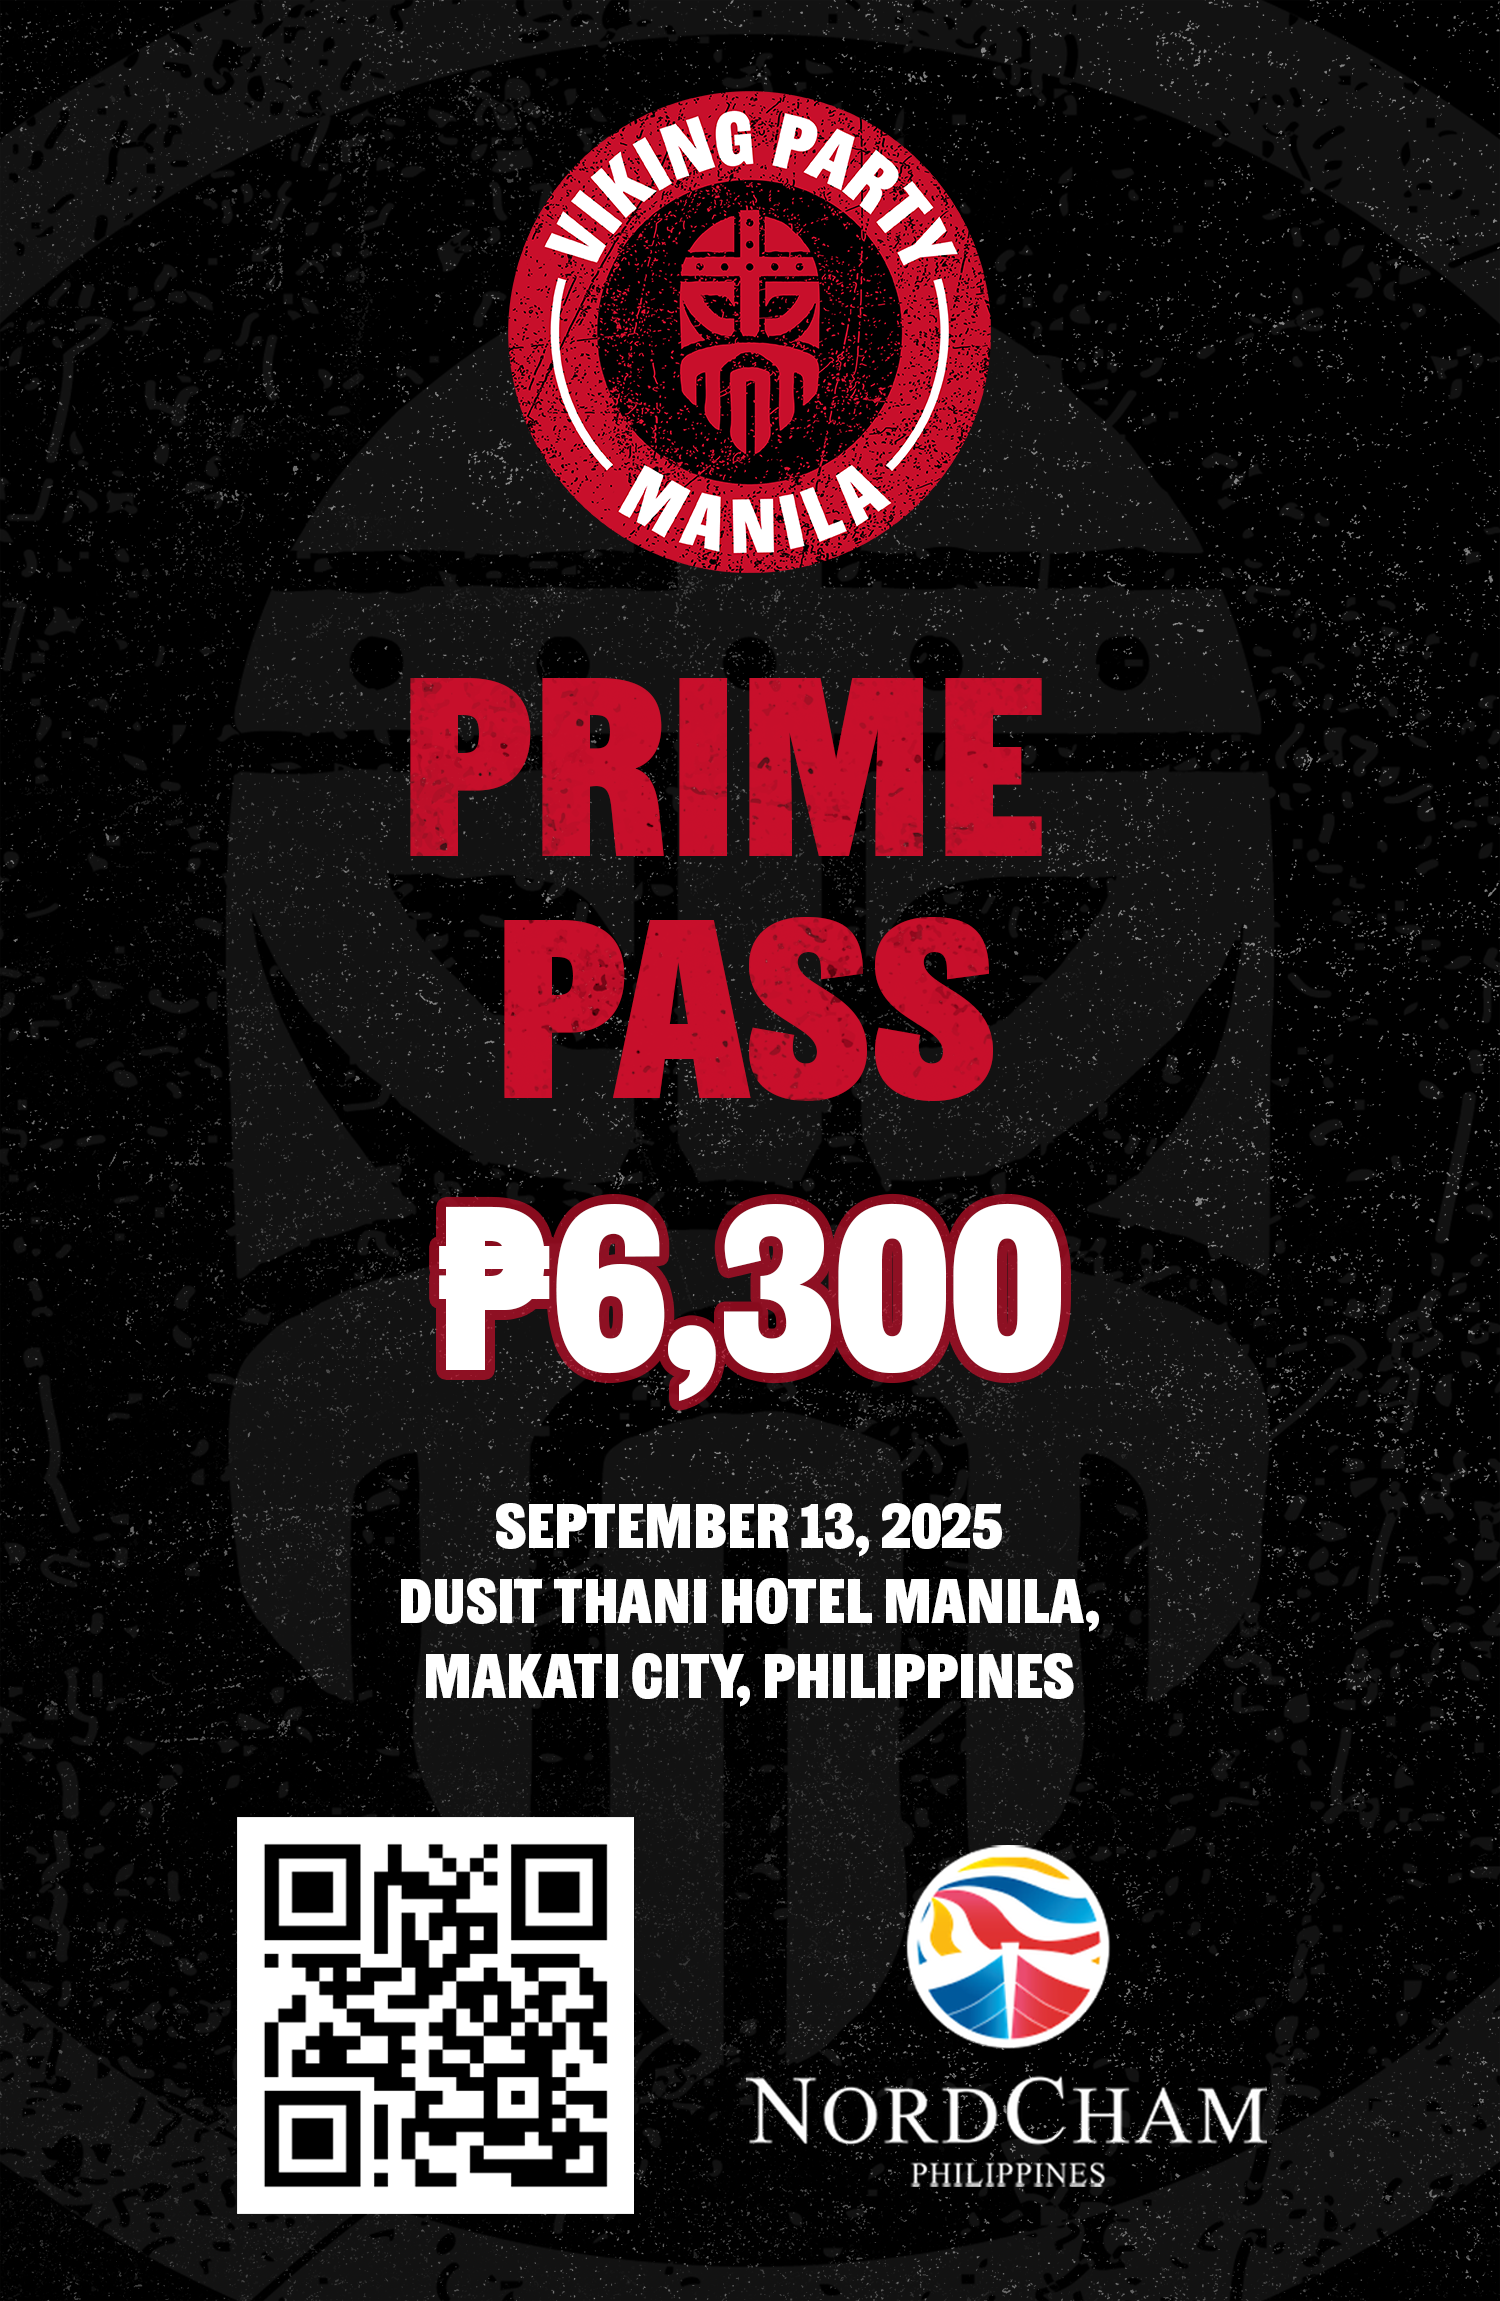 VIKING PARTY
MANILA
PRIME
PASS
₱6,300
SEPTEMBER 13, 2025
DUSIT THANI HOTEL MANILA,
MAKATI CITY, PHILIPPINES
NORDCHAM
PHILIPPINES